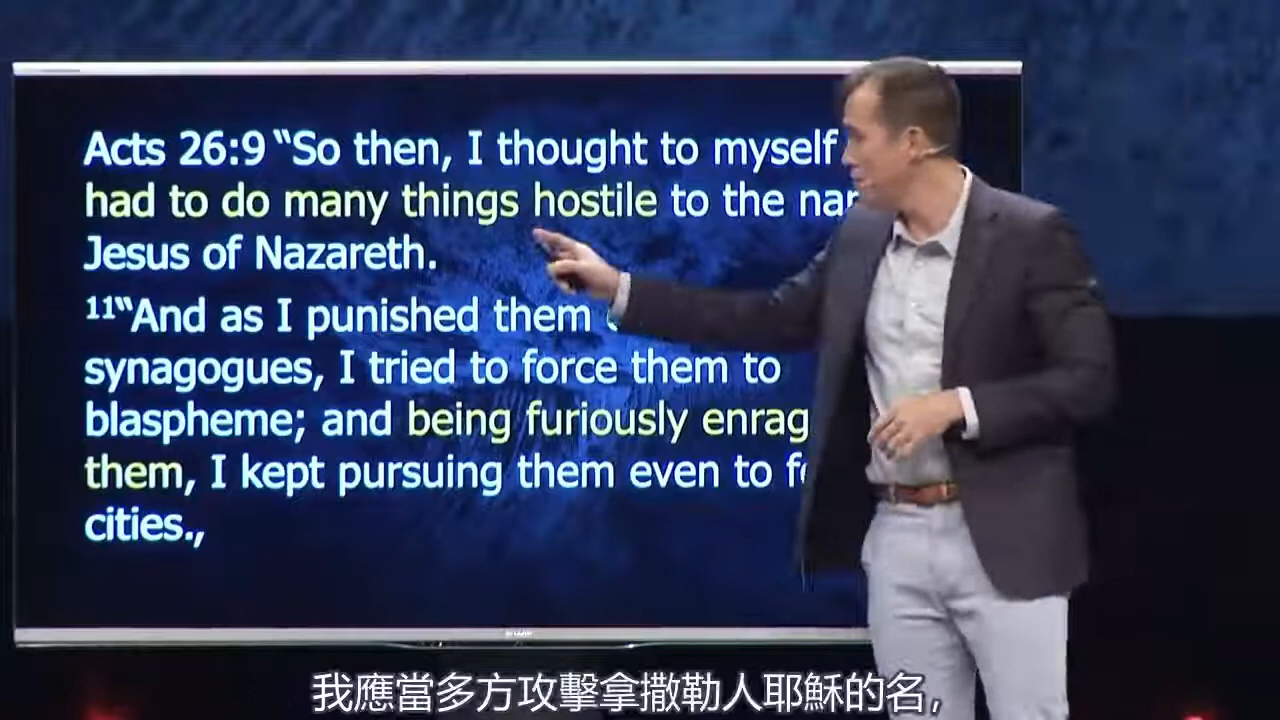 Acts 26:9 “So then, I thought to myself
had to do many things hostile to the
Jesus of Nazareth.
11“And as I punished them
synagogues, I tried to force them to
blaspheme; and being furiously
them, I kept pursuing them even to
cities.,
我應當多方攻擊拿撒勒人耶穌的名,